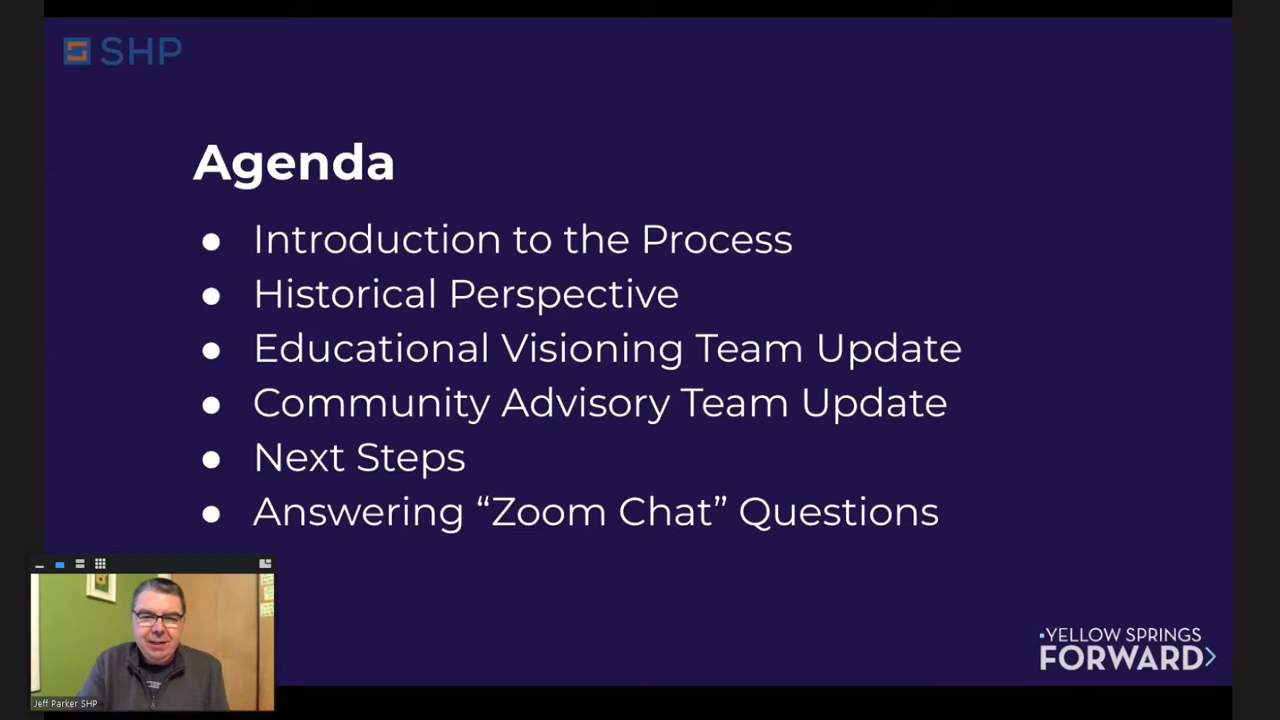 SHP
Agenda
● Introduction to the Process
● Historical Perspective
● Educational Visioning Team Update
● Community Advisory Team Update
● Next Steps
● Answering “Zoom Chat” Questions
Jeff Parker SHP
YELLOW SPRINGS
FORWARD